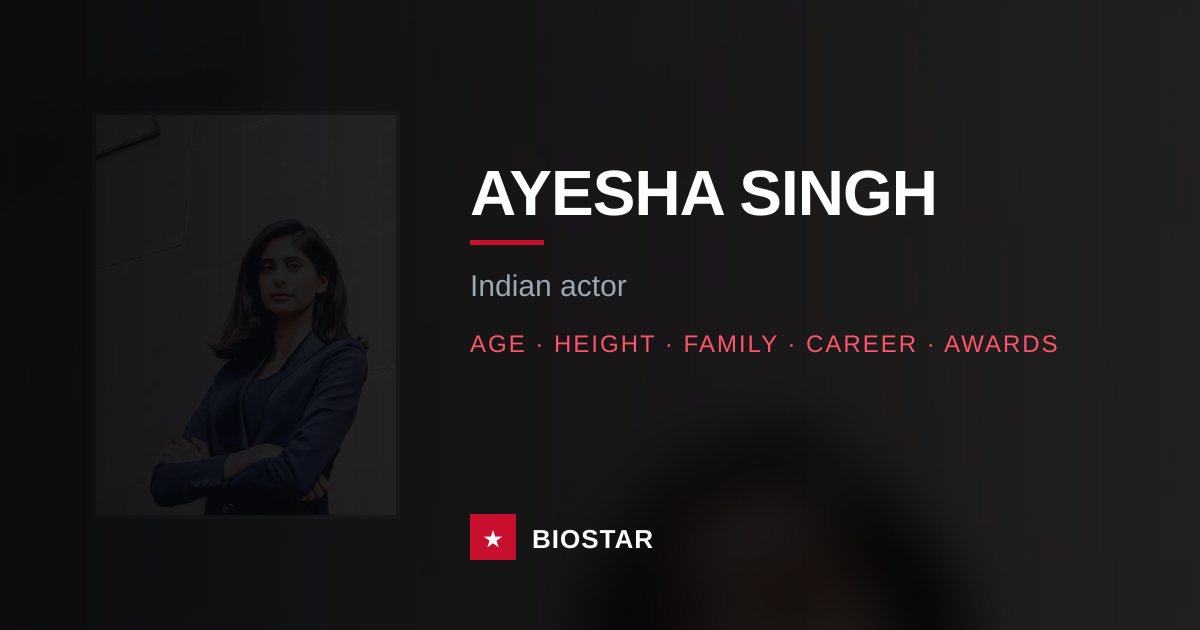 AYESHA SINGH
Indian actor
AGE · HEIGHT · FAMILY · CAREER · AWARDS
BIOSTAR